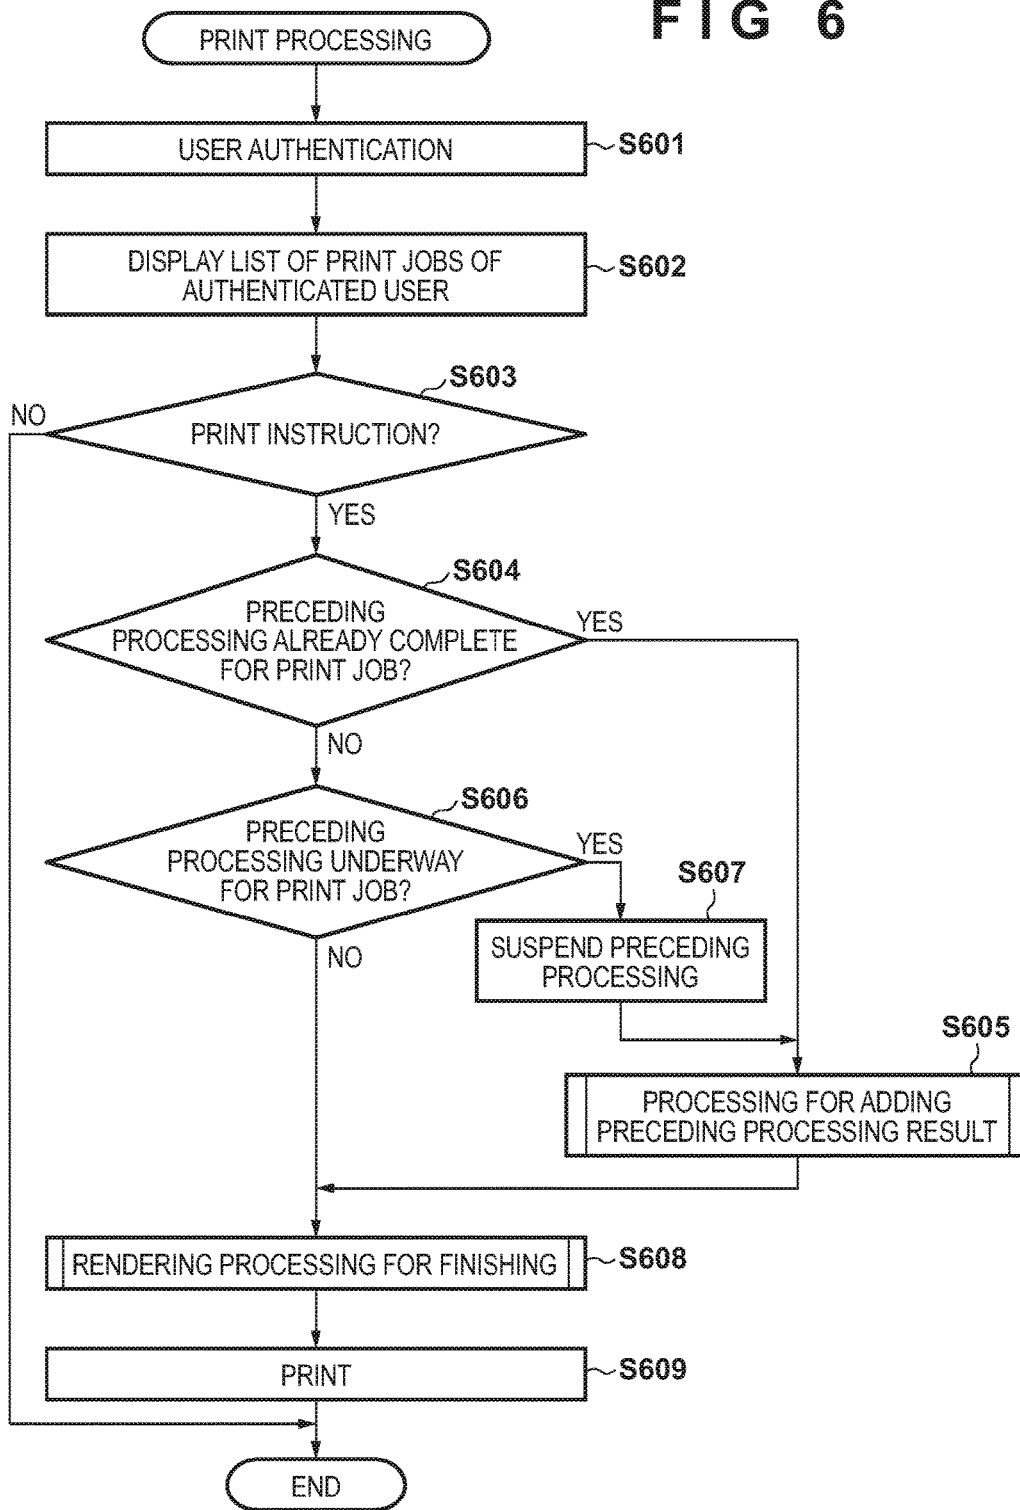 FIG 6
PRINT PROCESSING
USER AUTHENTICATION
S601
DISPLAY LIST OF PRINT JOBS OF
AUTHENTICATED USER
S602
S603
NO
PRINT INSTRUCTION?
YES
S604
PRECEDING
PROCESSING ALREADY COMPLETE
FOR PRINT JOB?
YES
NO
S606
PRECEDING
PROCESSING UNDERWAY
FOR PRINT JOB?
YES
NO
S607
SUSPEND PRECEDING
PROCESSING
S605
PROCESSING FOR ADDING
PRECEDING PROCESSING RESULT
RENDERING PROCESSING FOR FINISHING
S608
PRINT
S609
END